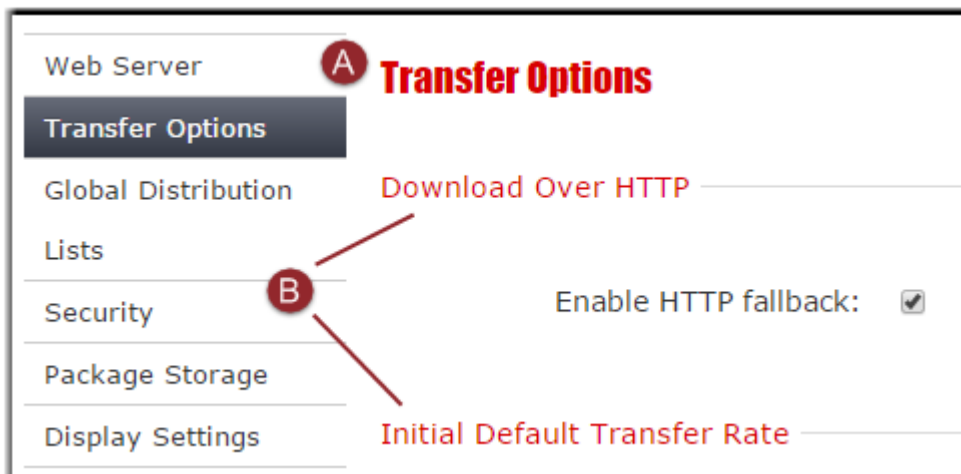 Web Server
Transfer Options
Global Distribution
Lists
Security
Package Storage
Display Settings
A
Transfer Options
Download Over HTTP
B
Enable HTTP fallback:
Initial Default Transfer Rate